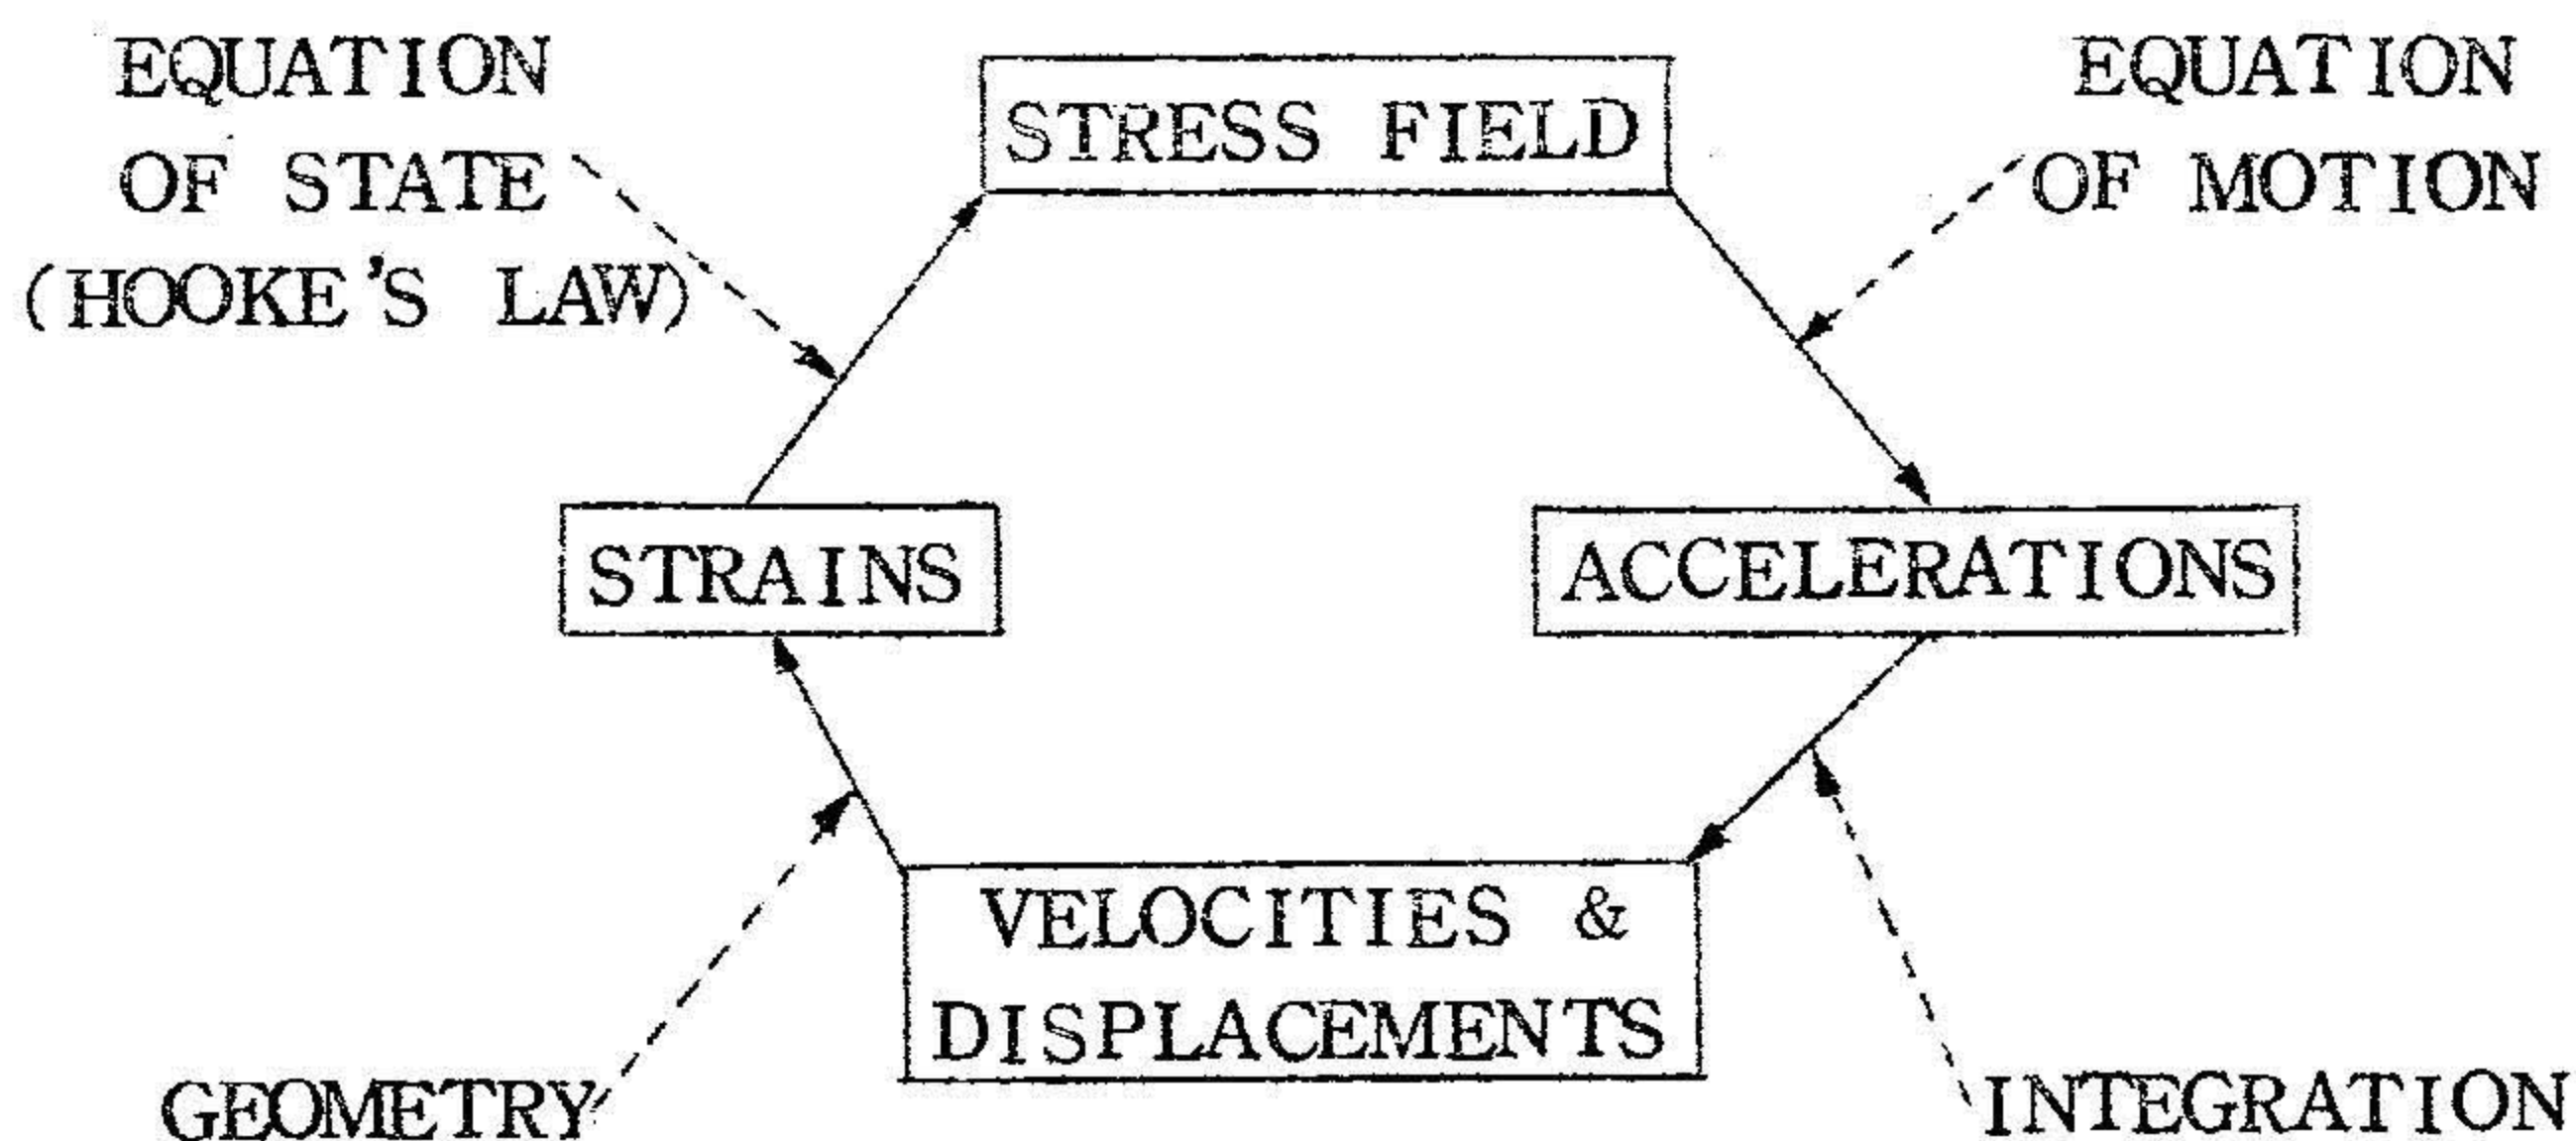 EQUATION
OF STATE
(HOOKE'S LAW)
STRESS FIELD
EQUATION
OF MOTION
STRAINS
ACCELERATIONS
VELOCITIES &
DISPLACEMENTS
GEOMETRY
INTEGRATION